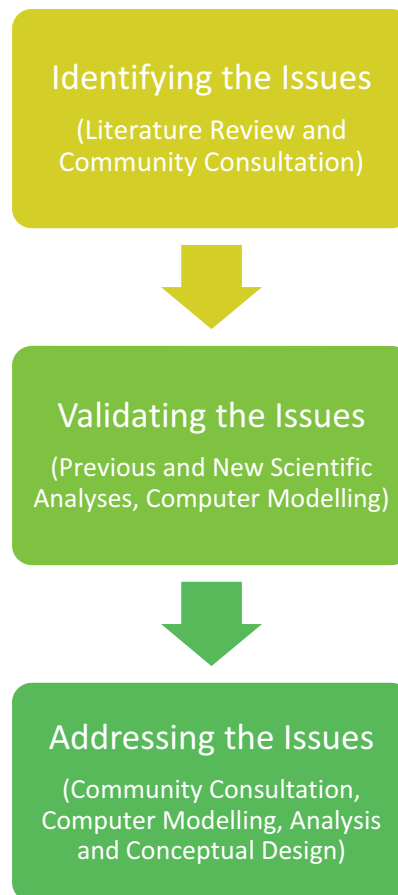 Identifying the Issues
(Literature Review and
Community Consultation)
Validating the Issues
(Previous and New Scientific
Analyses, Computer Modelling)
Addressing the Issues
(Community Consultation,
Computer Modelling, Analysis
and Conceptual Design)